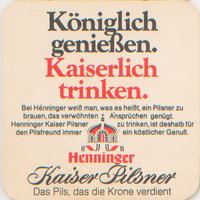 Königlich
genießen.
Kaiserlich
trinken.
Bei Henninger weiß man, was es heißt, ein Pilsner zu
brauen, das verwöhnten Ansprüchen genügt.
Henninger Kaiser Pilsner zu trinken, ist deshalb für
den Pilsfreund immer ein köstlicher Genuß.
Henninger
Kaiser Pilsner
Das Pils, das die Krone verdient